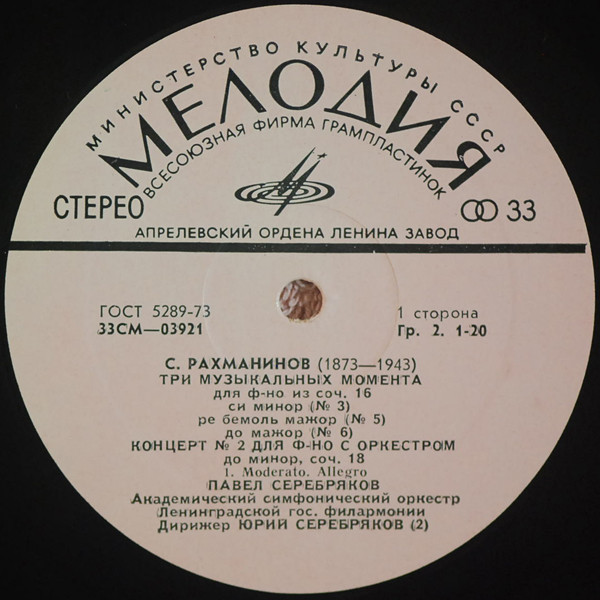 МИНИСТЕРСТВО КУЛЬТУРЫ СССР
МЕЛОДИЯ
ВСЕСОЮЗНАЯ ФИРМА ГРАМПЛАСТИНОК
СТЕРЕО
33
АПРЕЛЕВСКИЙ ОРДЕНА ЛЕНИНА ЗАВОД
ГОСТ 5289-73
1 сторона
33СМ—03921
Гр. 2. 1-20
С. РАХМАНИНОВ (1873—1943)
ТРИ МУЗЫКАЛЬНЫХ МОМЕНТА
для ф-но из соч. 16
си минор (№ 3)
ре бемоль мажор (№ 5)
до мажор (№ 6)
КОНЦЕРТ № 2 ДЛЯ Ф-НО С ОРКЕСТРОМ
до минор, соч. 18
1. Moderato. Allegro
ПАВЕЛ СЕРЕБРЯКОВ
Академический симфонический оркестр
Ленинградской гос. филармонии
Дирижер ЮРИЙ СЕРЕБРЯКОВ (2)